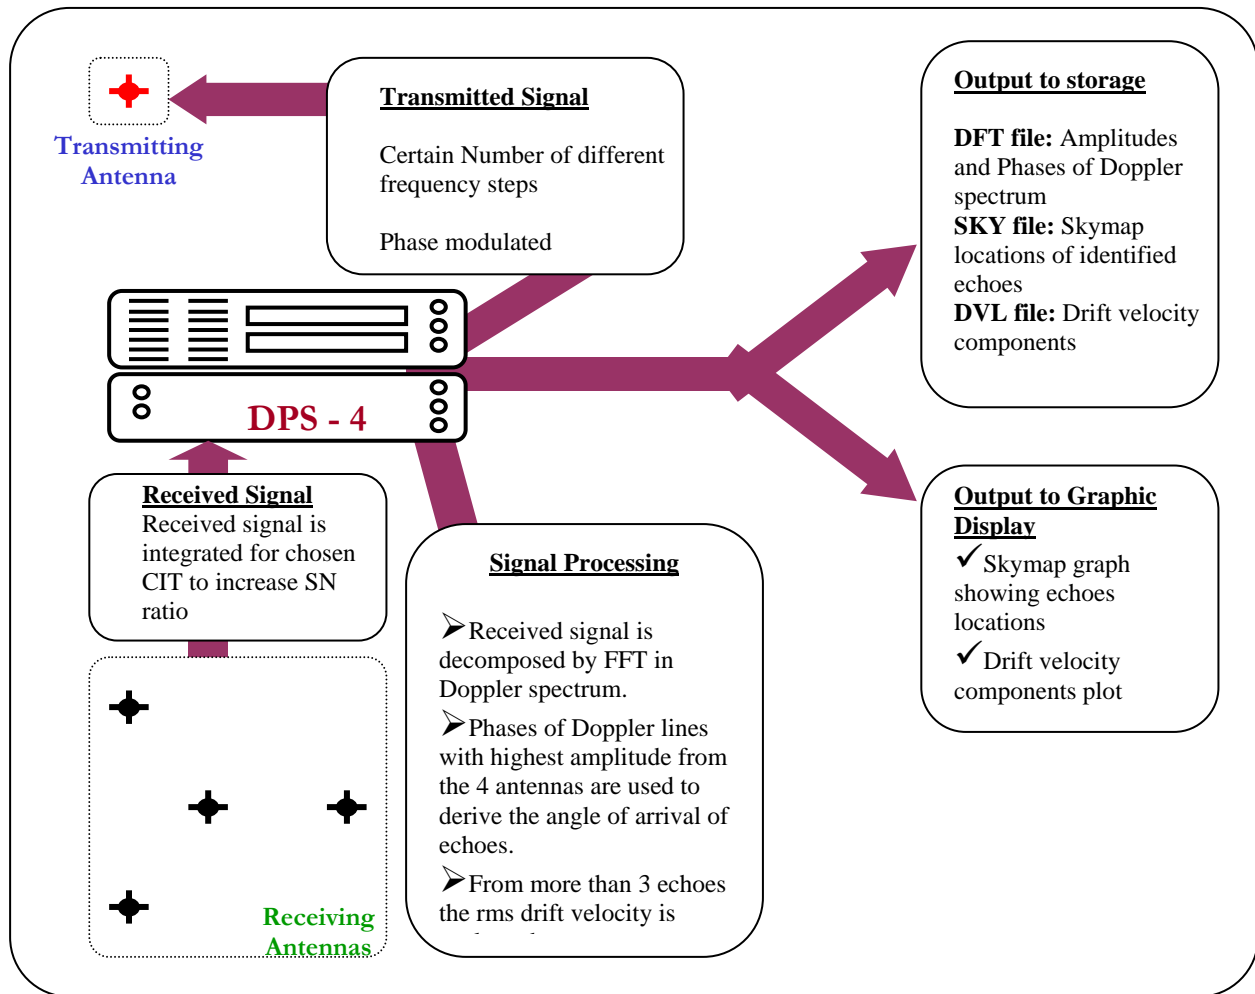 Transmitting
Antenna
Transmitted Signal
Certain Number of different
frequency steps
Phase modulated
Output to storage
DFT file: Amplitudes
and Phases of Doppler
spectrum
SKY file: Skymap
locations of identified
echoes
DVL file: Drift velocity
components
DPS - 4
Received Signal
Received signal is
integrated for chosen
CIT to increase SN
ratio
Signal Processing
➢Received signal is
decomposed by FFT in
Doppler spectrum.
➢Phases of Doppler lines
with highest amplitude from
the 4 antennas are used to
derive the angle of arrival of
echoes.
➢From more than 3 echoes
the rms drift velocity is
Output to Graphic
Display
✓Skymap graph
showing echoes
locations
✓Drift velocity
components plot
Receiving
Antennas